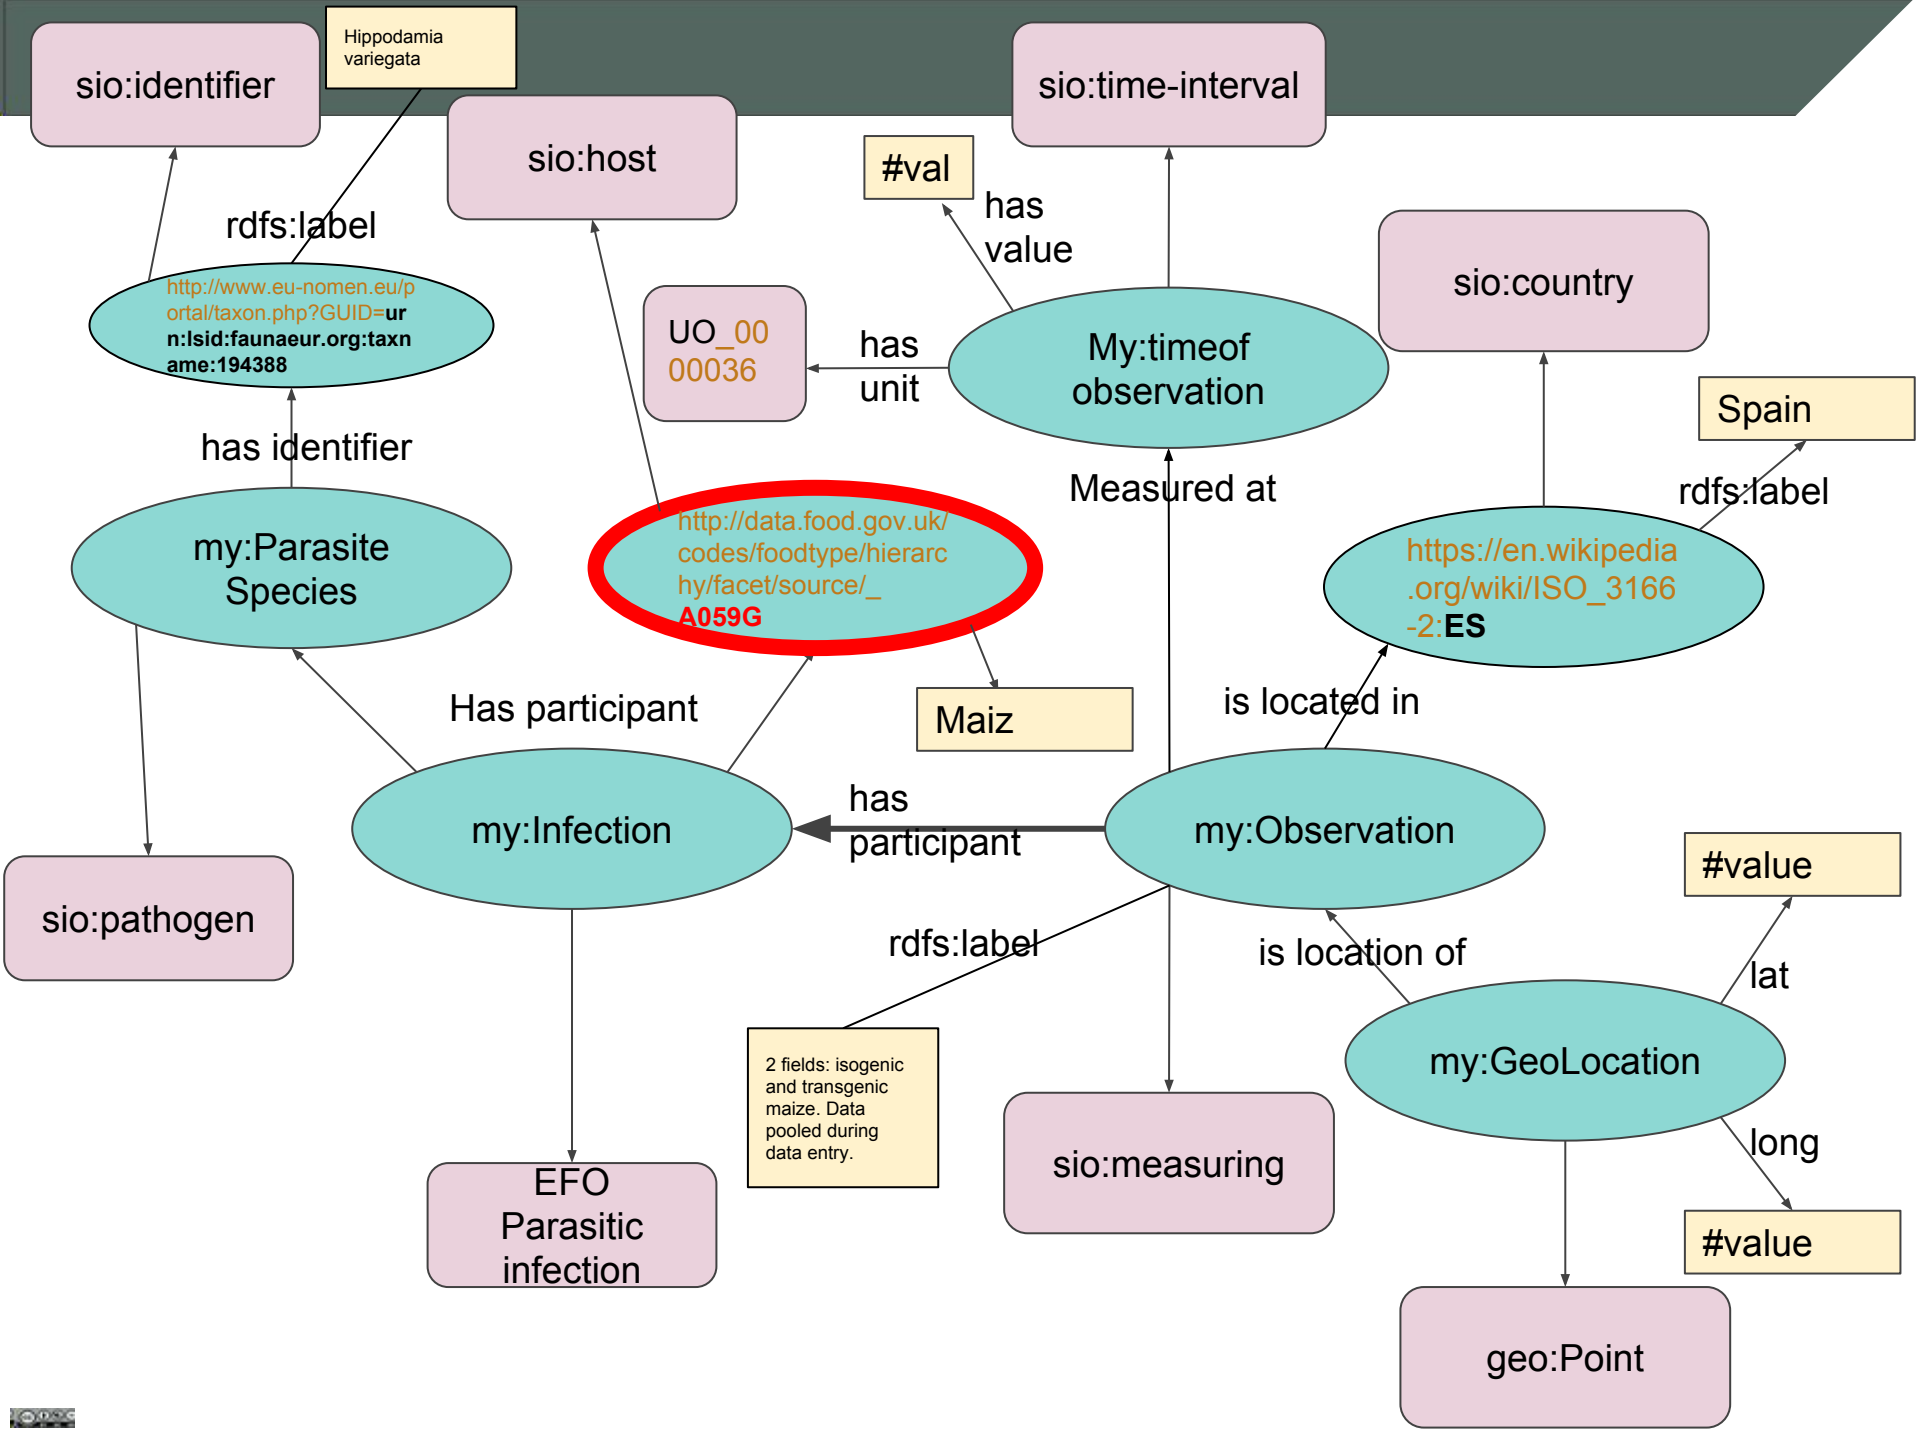 Hippodamia
variegata
sio:identifier
sio:time-interval
sio:host
#val
has
value
rdfs:label
sio:country
http://www.eu-nomen.eu/p
ortal/taxon.php?GUID=ur
n:lsid:faunaeur.org:taxn
ame:194388
UO_00
00036
has
unit
My:timeof
observation
Spain
has identifier
Measured at
rdfs:label
my:Parasite
Species
http://data.food.gov.uk/
codes/foodtype/hierarc
hy/facet/source/_
A059G
https://en.wikipedia
.org/wiki/ISO_3166
-2:ES
Has participant
Maiz
is located in
my:Infection
has
participant
my:Observation
#value
sio:pathogen
rdfs:label
is location of
lat
2 fields: isogenic
and transgenic
maize. Data
pooled during
data entry.
my:GeoLocation
sio:measuring
long
EFO
Parasitic
infection
#value
geo:Point